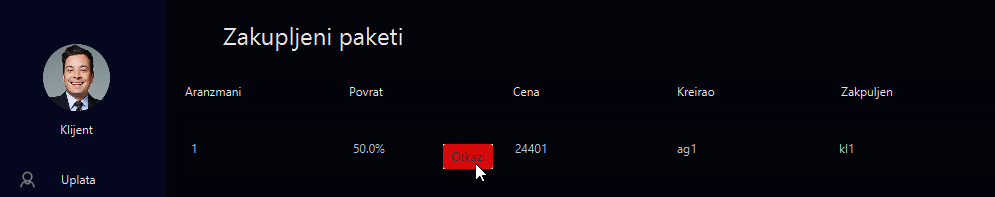 Zakupljeni paketi
Klijent
Uplata
Aranzmani Povrat Cena Kreirao Zakpuljen
1 50.0% Otkazi 24401 ag1 kl1